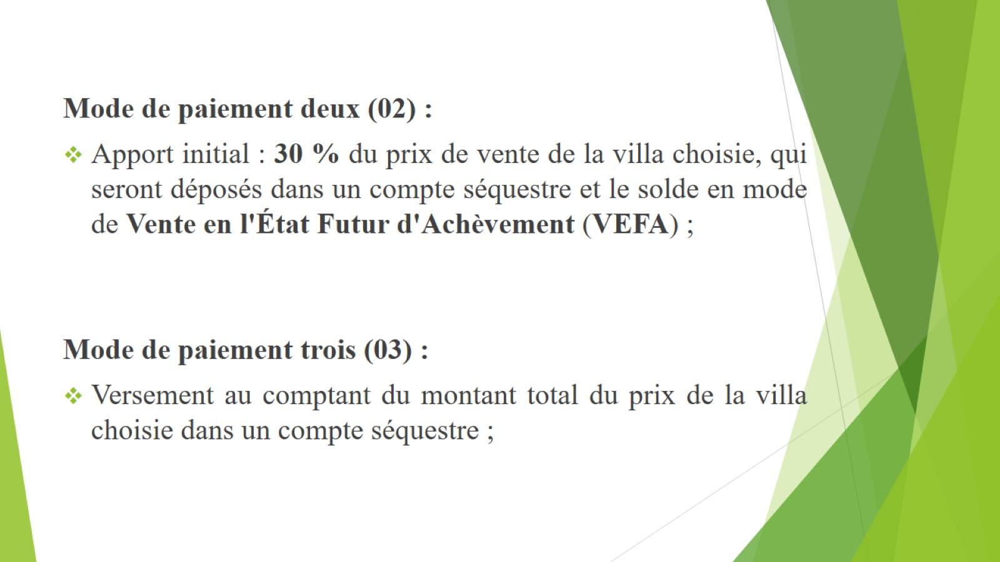 Mode de paiement deux (02) :
Apport initial : 30 % du prix de vente de la villa choisie, qui
seront déposés dans un compte séquestre et le solde en mode
de Vente en l'État Futur d'Achèvement (VEFA) ;
Mode de paiement trois (03) :
Versement au comptant du montant total du prix de la villa
choisie dans un compte séquestre ;